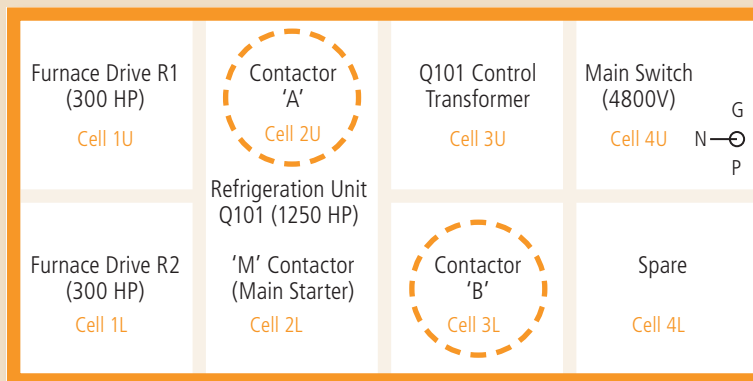 Furnace Drive R1
(300 HP)
Cell 1U
Contactor
'A'
Cell 2U
Q101 Control
Transformer
Cell 3U
Main Switch
(4800V)
Cell 4U
G
N
P
Refrigeration Unit
Q101 (1250 HP)
Furnace Drive R2
(300 HP)
Cell 1L
‘M’ Contactor
(Main Starter)
Cell 2L
Contactor
‘B’
Cell 3L
Spare
Cell 4L